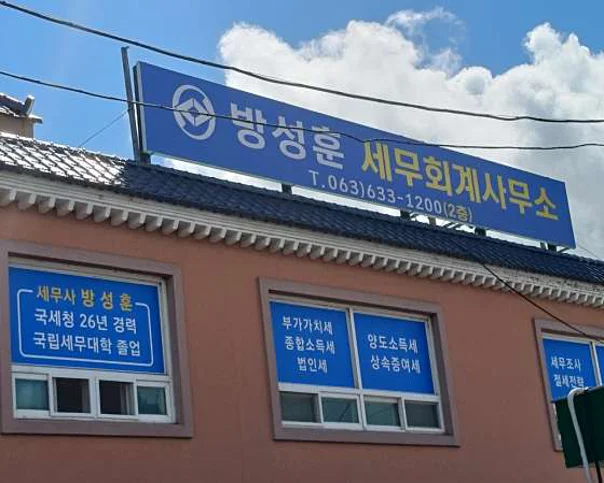 방성훈 세무회계사무소
T.063)633-1200(2층)
세무사 방성훈
국세청 26년 경력
국립세무대학 졸업
부가가치세
종합소득세
법인세
양도소득세
상속증여세
세무조사
절세전략